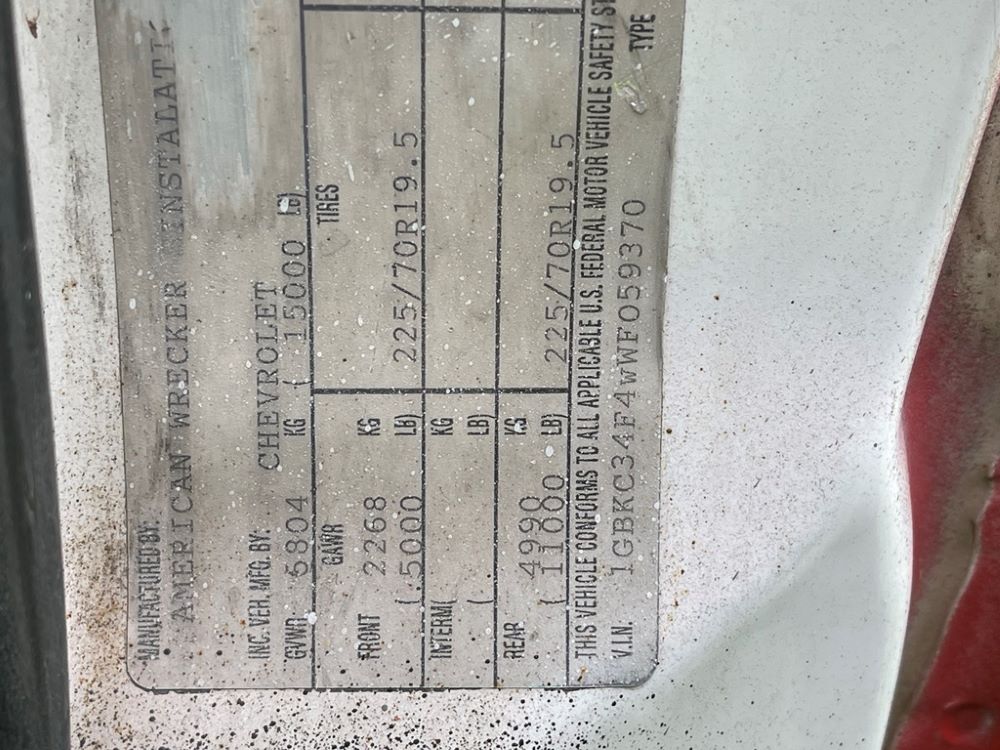 MANUFACTURED BY:
AMERICAN WRECKER INSTALATI
INC. VEH. MFG. BY: CHEVROLET
GVWR 6804 KG ( 15000 LB)
GAWR TIRES
FRONT 2268 KG
( 5000 LB) 225/70R19.5
INTERM( KG
( LB)
REAR 4990 KG
( 11000 LB) 225/70R19.5
THIS VEHICLE CONFORMS TO ALL APPLICABLE U.S. FEDERAL MOTOR VEHICLE SAFETY ST
V.I.N. 1GBKC34F4wWF059370 TYPE